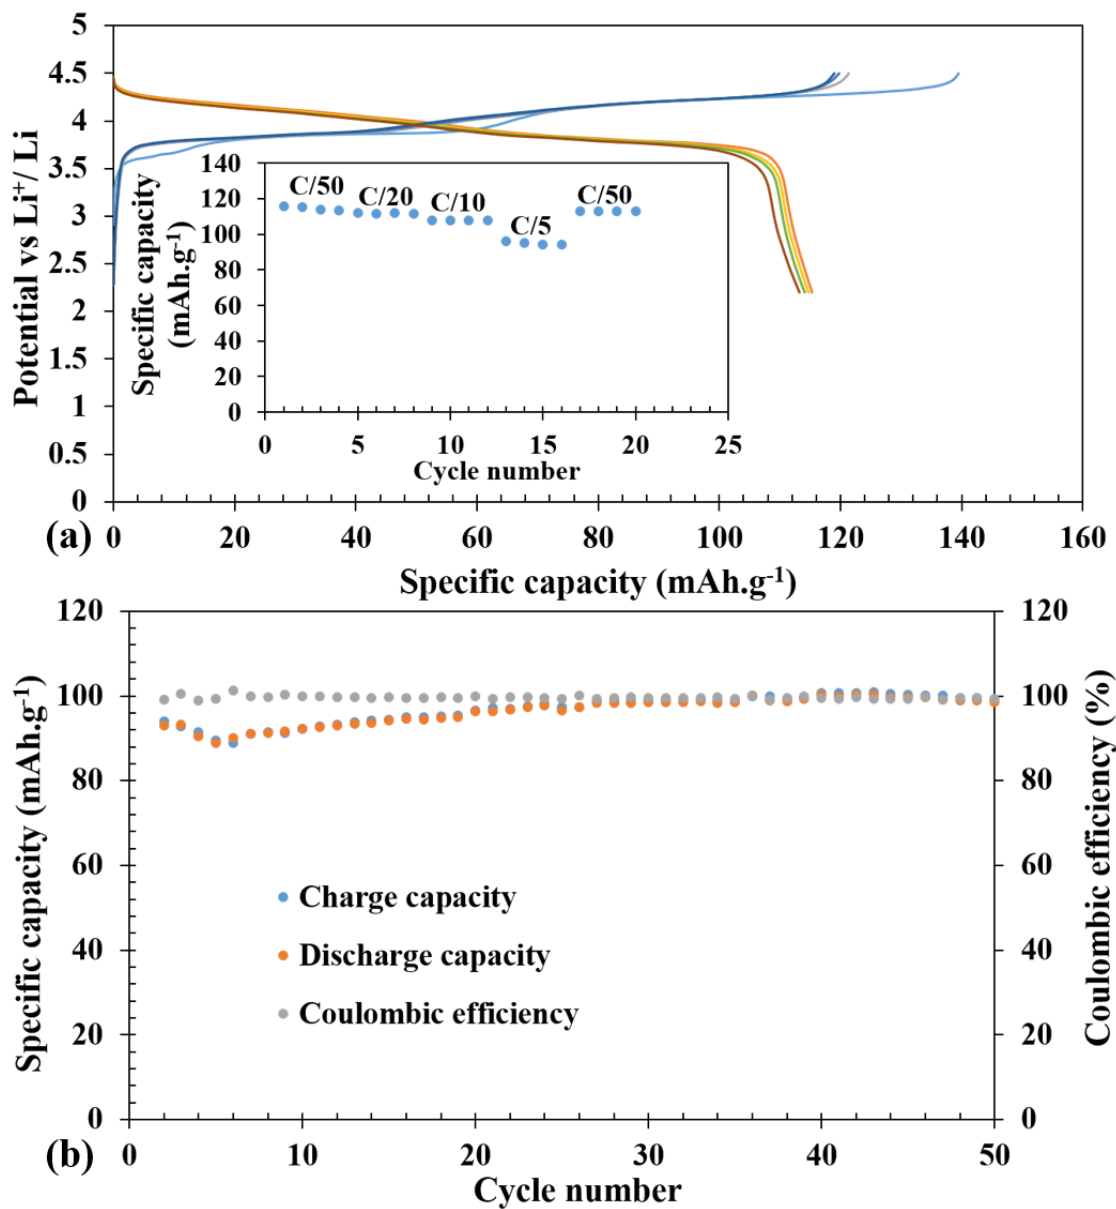 5
4.5
4
3.5
3
2.5
2
1.5
1
0.5
0
Potential vs Li⁺/ Li
0 20 40 60 80 100 120 140 160
Specific capacity (mAh.g⁻¹)
(a)
140
120
100
80
60
40
20
0
Specific capacity
(mAh.g⁻¹)
C/50 C/20 C/10 C/5 C/50
0 5 10 15 20 25
Cycle number
120
100
80
60
40
20
0
Specific capacity (mAh.g⁻¹)
Charge capacity
Discharge capacity
Coulombic efficiency
120
100
80
60
40
20
0
Coulombic efficiency (%)
0 10 20 30 40 50
Cycle number
(b)